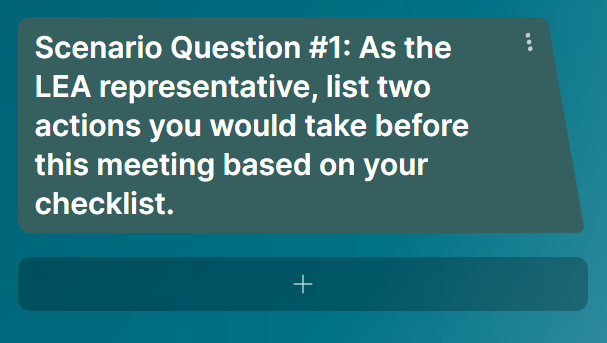 Scenario Question #1: As the
LEA representative, list two
actions you would take before
this meeting based on your
checklist.